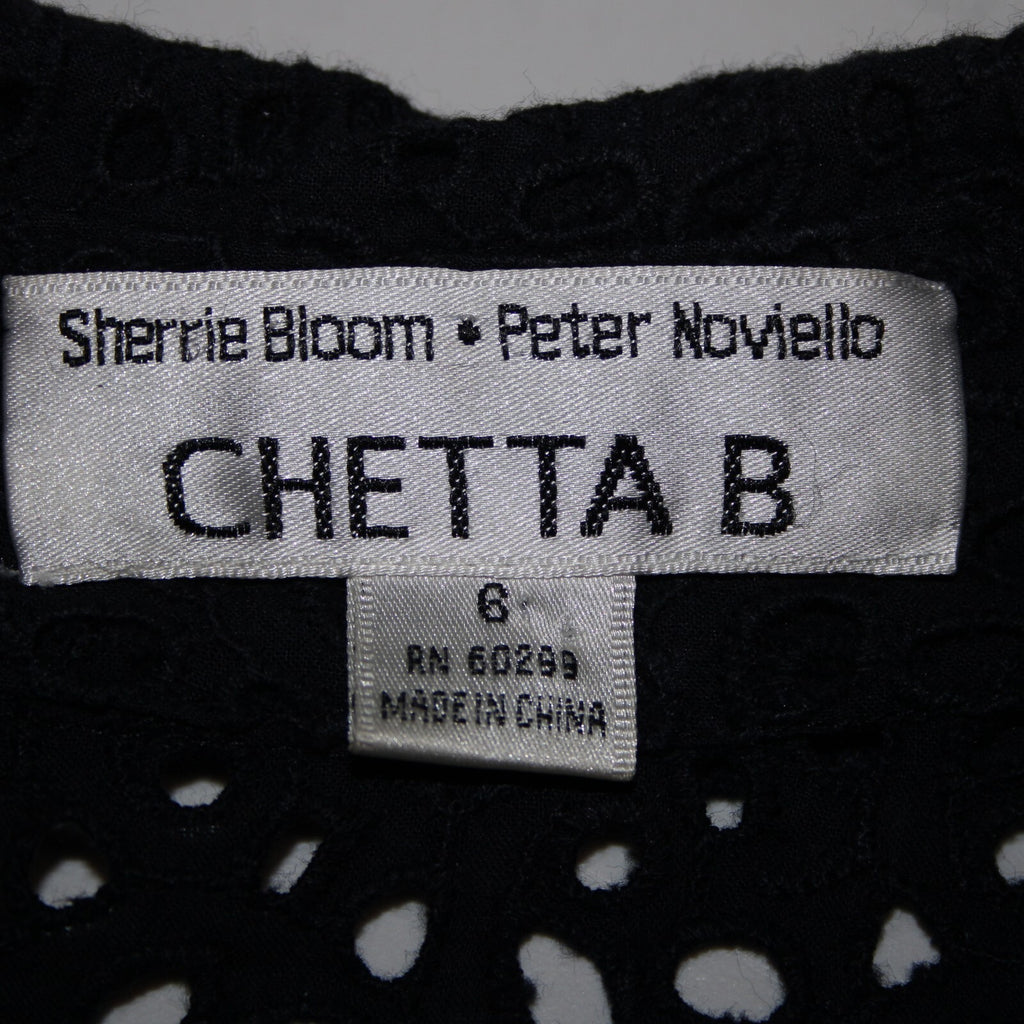 Sherrie Bloom • Peter Noviello
CHETTA B
6
RN 60299
MADE IN CHINA